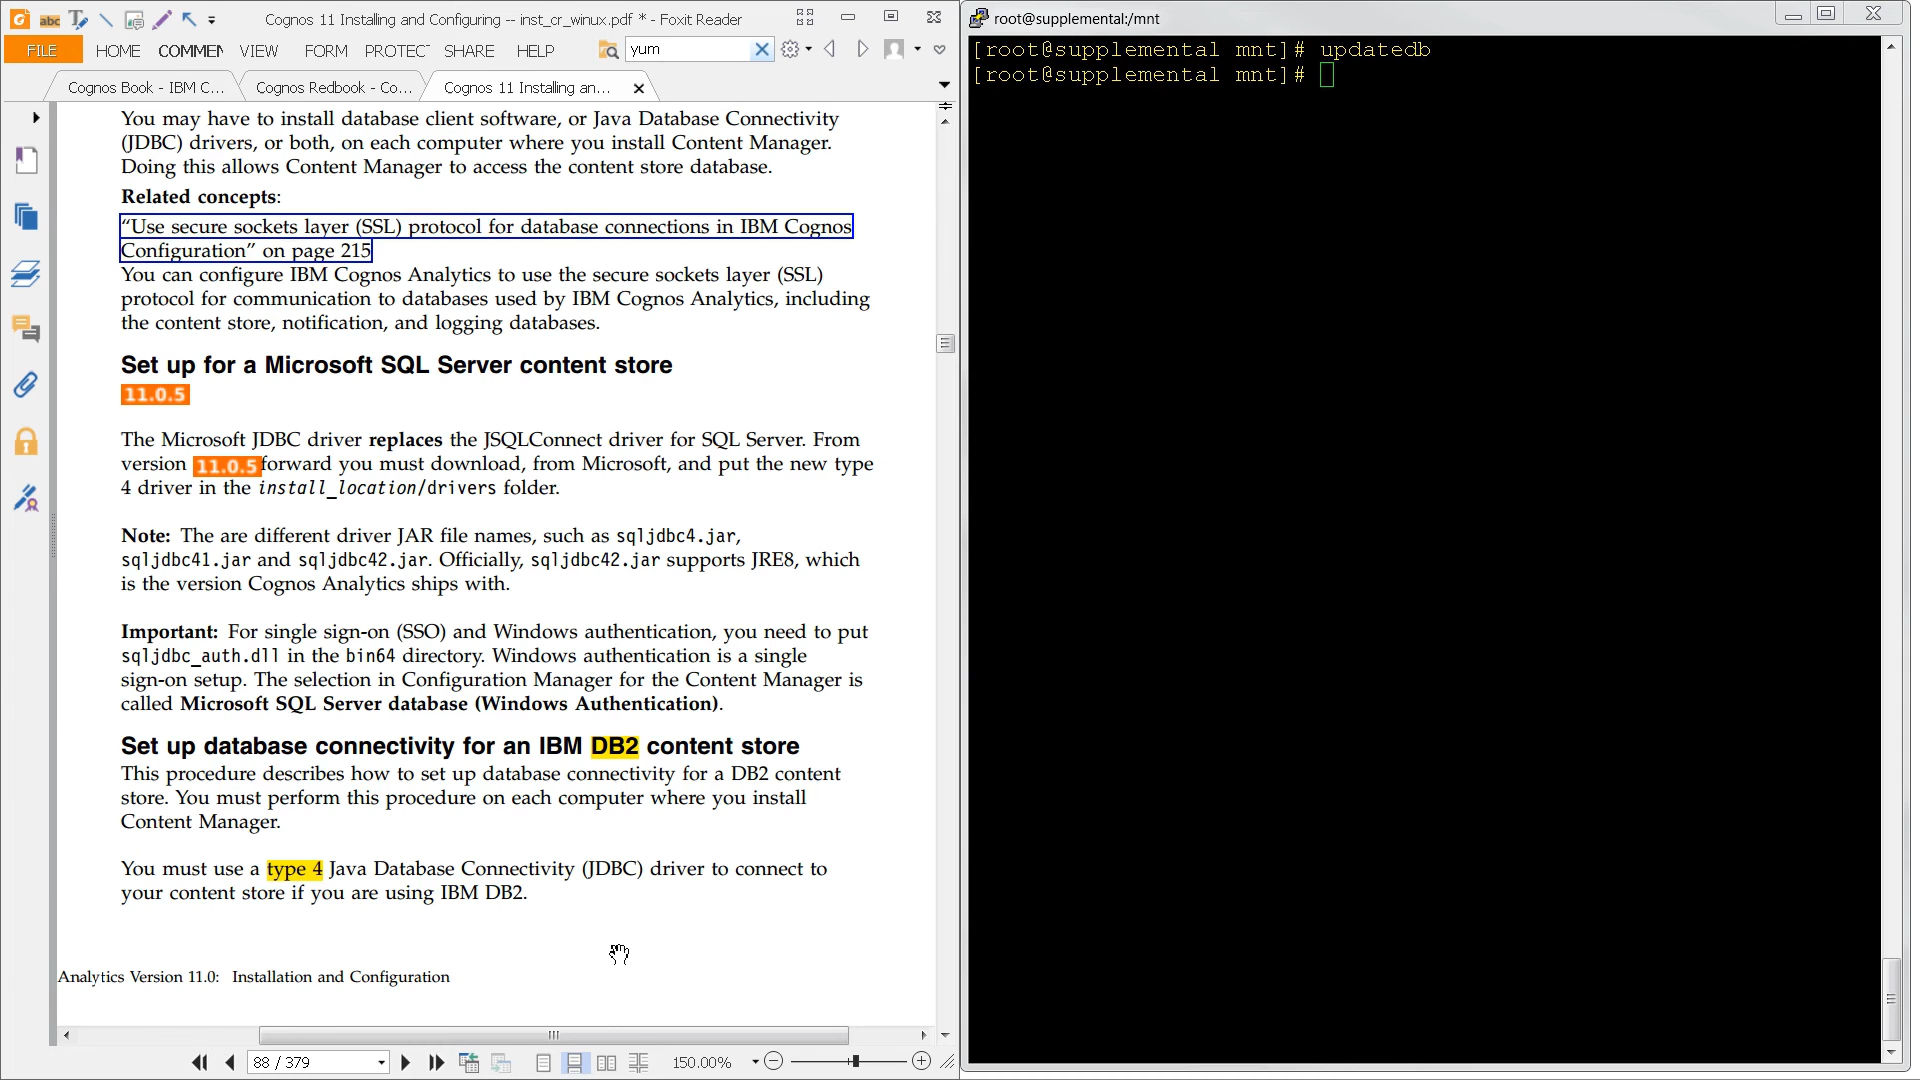 Cognos 11 Installing and Configuring -- inst_cr_winux.pdf * - Foxit Reader
FILE HOME COMMEN VIEW FORM PROTEC SHARE HELP yum
Cognos Book - IBM C... Cognos Redbook - Co... Cognos 11 Installing an...
You may have to install database client software, or Java Database Connectivity
(JDBC) drivers, or both, on each computer where you install Content Manager.
Doing this allows Content Manager to access the content store database.
Related concepts:
“Use secure sockets layer (SSL) protocol for database connections in IBM Cognos
Configuration” on page 215
You can configure IBM Cognos Analytics to use the secure sockets layer (SSL)
protocol for communication to databases used by IBM Cognos Analytics, including
the content store, notification, and logging databases.
Set up for a Microsoft SQL Server content store
11.0.5
The Microsoft JDBC driver replaces the JSQLConnect driver for SQL Server. From
version 11.0.5 forward you must download, from Microsoft, and put the new type
4 driver in the install_location/drivers folder.
Note: The are different driver JAR file names, such as sqljdbc4.jar,
sqljdbc41.jar and sqljdbc42.jar. Officially, sqljdbc42.jar supports JRE8, which
is the version Cognos Analytics ships with.
Important: For single sign-on (SSO) and Windows authentication, you need to put
sqljdbc_auth.dll in the bin64 directory. Windows authentication is a single
sign-on setup. The selection in Configuration Manager for the Content Manager is
called Microsoft SQL Server database (Windows Authentication).
Set up database connectivity for an IBM DB2 content store
This procedure describes how to set up database connectivity for a DB2 content
store. You must perform this procedure on each computer where you install
Content Manager.
You must use a type 4 Java Database Connectivity (JDBC) driver to connect to
your content store if you are using IBM DB2.
Analytics Version 11.0: Installation and Configuration
88 / 379 150.00%
root@supplemental:/mnt
[root@supplemental mnt]# updatedb
[root@supplemental mnt]#